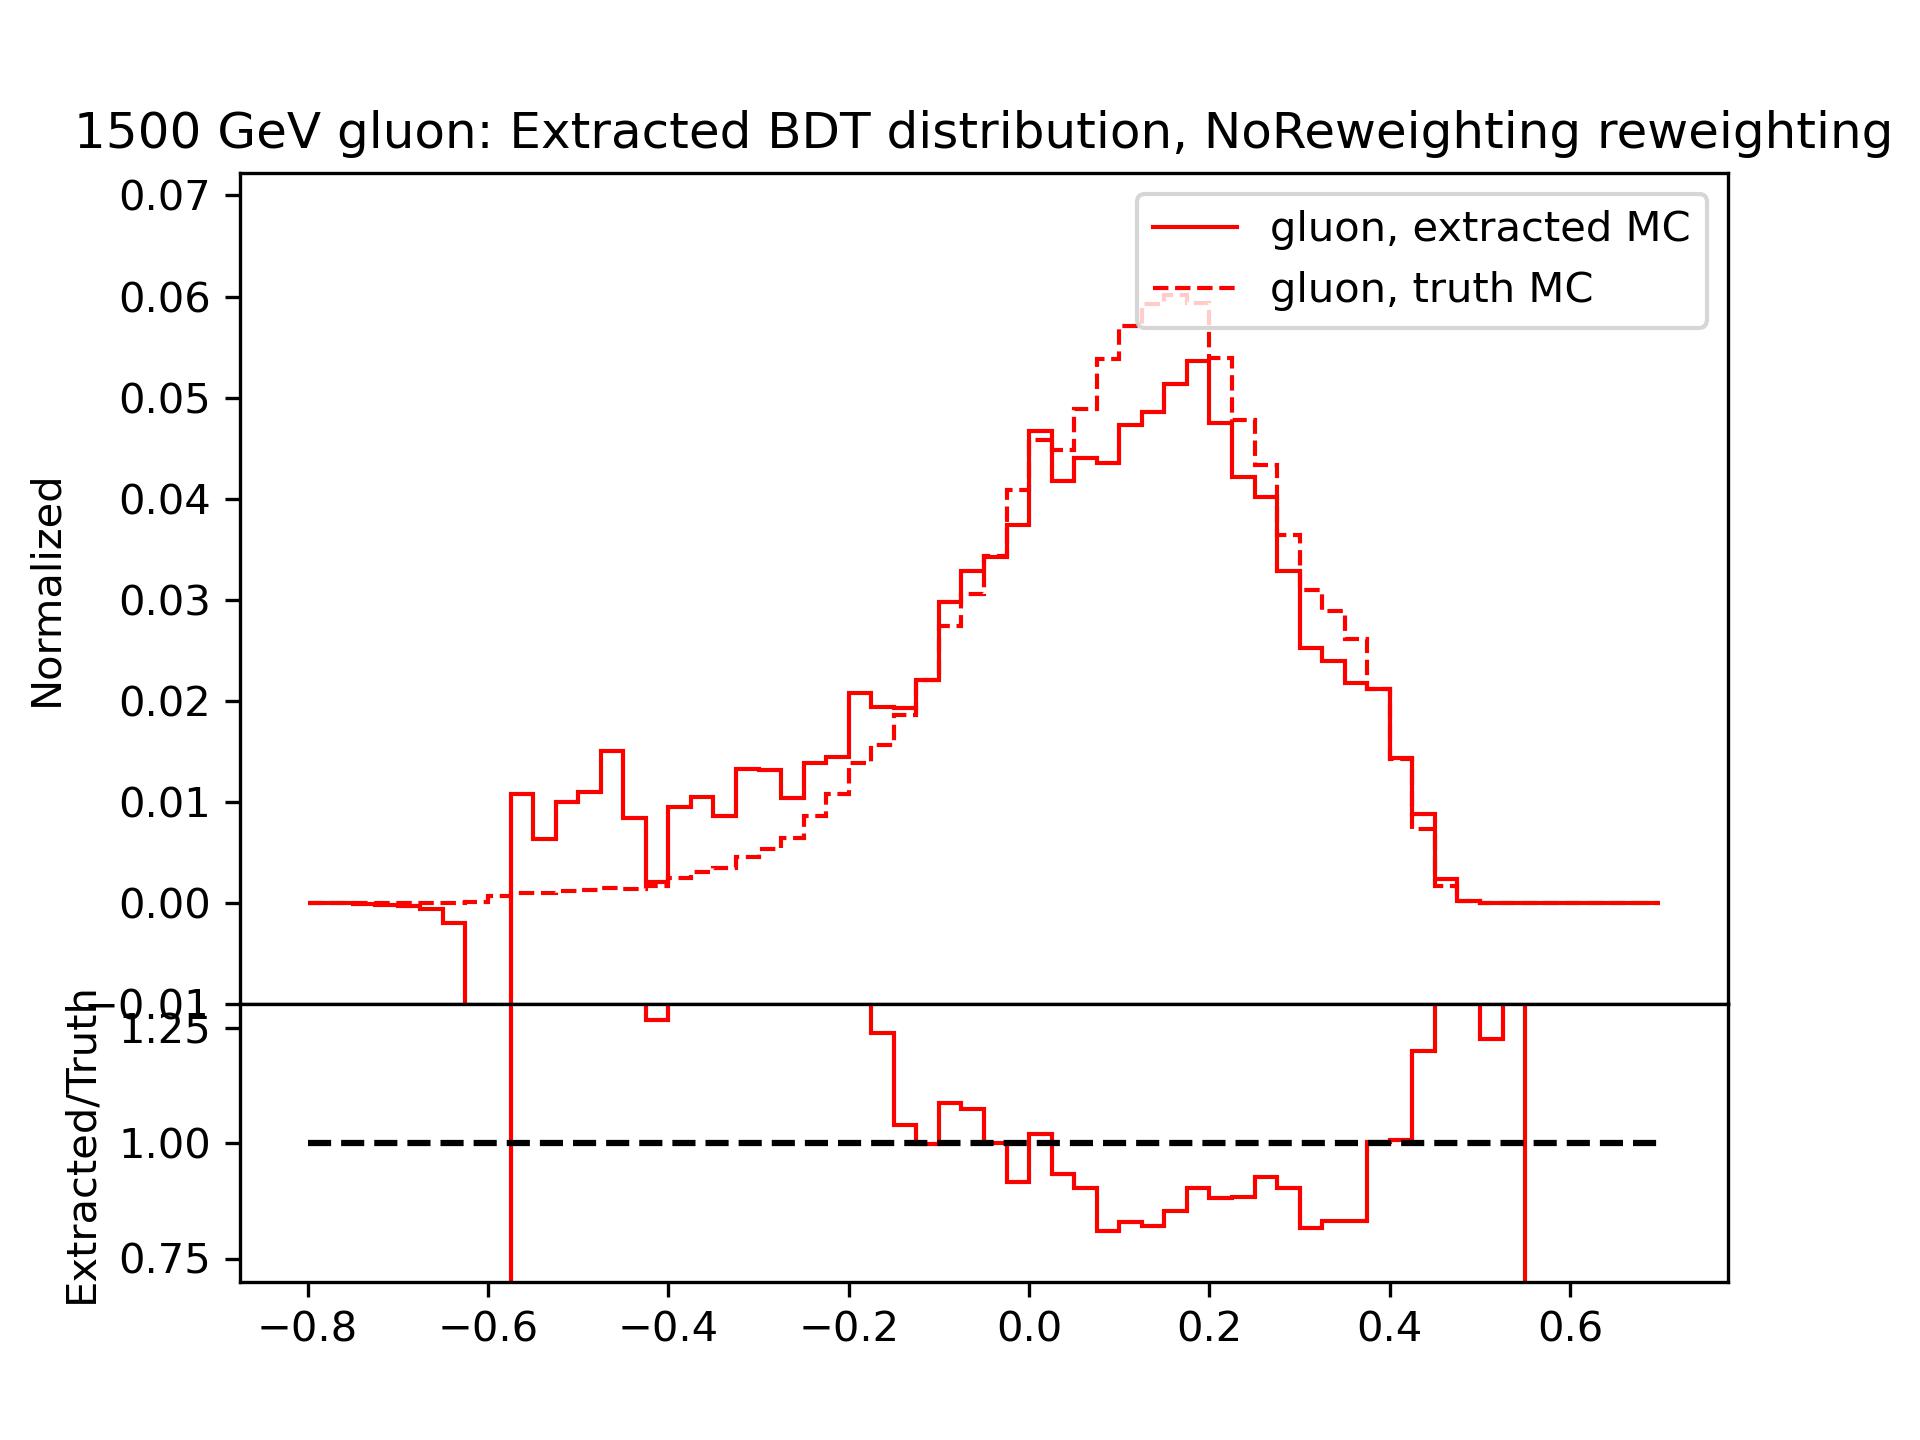 1500 GeV gluon: Extracted BDT distribution, NoReweighting reweighting
0.07
0.06
0.05
0.04
0.03
0.02
0.01
0.00
−0.01
Normalized
gluon, extracted MC
gluon, truth MC
1.25
1.00
0.75
Extracted/Truth
−0.8 −0.6 −0.4 −0.2 0.0 0.2 0.4 0.6